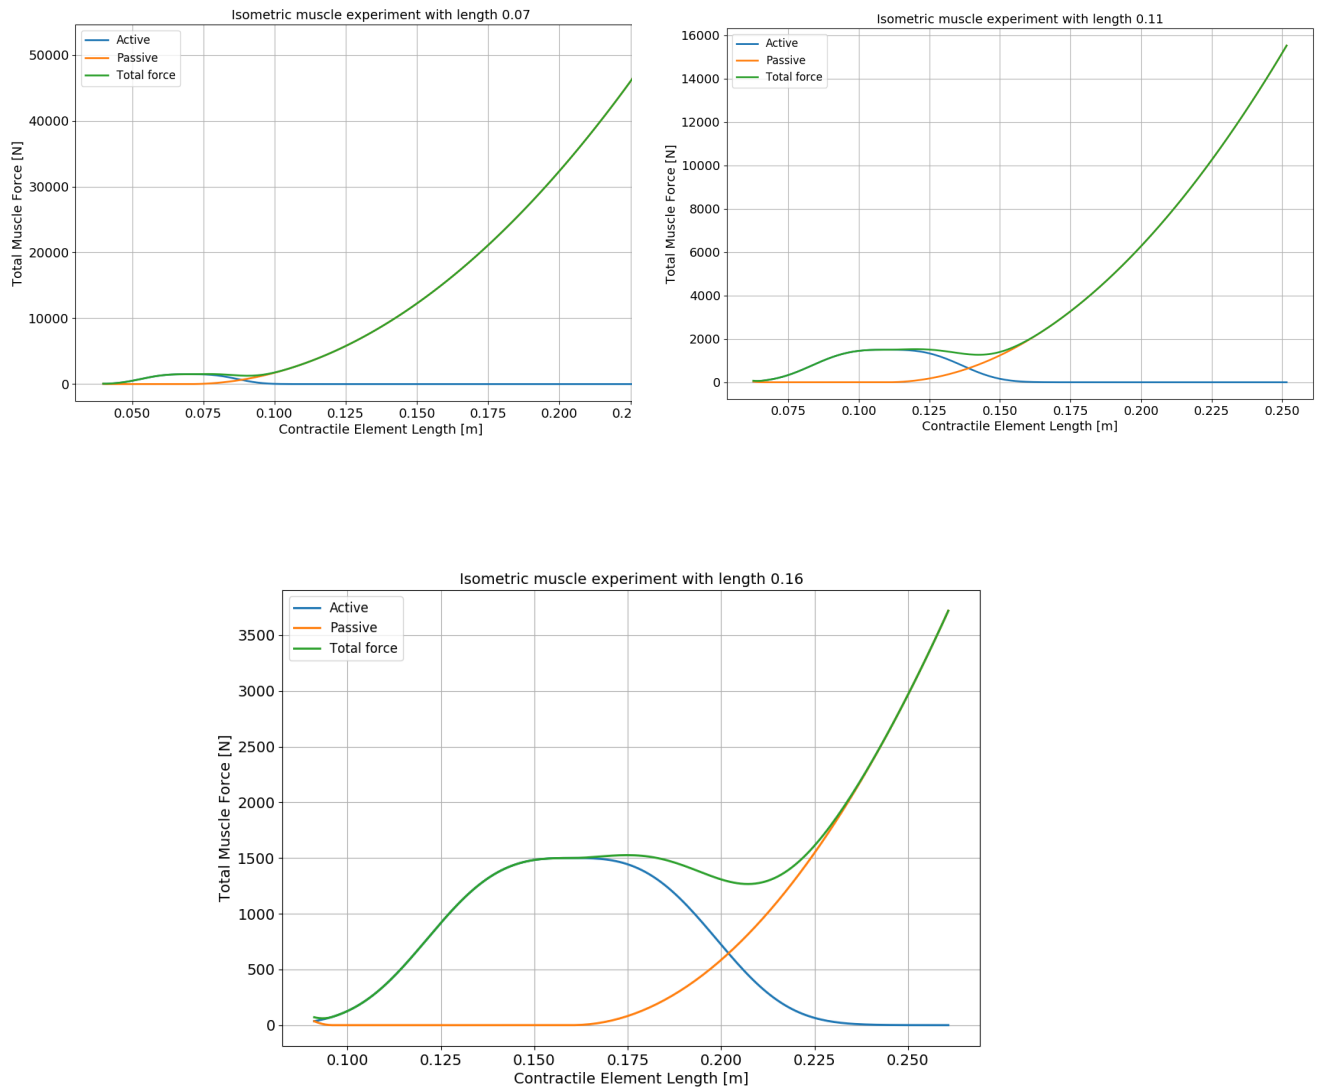 Isometric muscle experiment with length 0.07
Active
Passive
Total force
50000
40000
30000
20000
10000
0
Total Muscle Force [N]
0.050 0.075 0.100 0.125 0.150 0.175 0.200 0.2
Contractile Element Length [m]
Isometric muscle experiment with length 0.11
Active
Passive
Total force
16000
14000
12000
10000
8000
6000
4000
2000
0
Total Muscle Force [N]
0.075 0.100 0.125 0.150 0.175 0.200 0.225 0.250
Contractile Element Length [m]
Isometric muscle experiment with length 0.16
Active
Passive
Total force
3500
3000
2500
2000
1500
1000
500
0
Total Muscle Force [N]
0.100 0.125 0.150 0.175 0.200 0.225 0.250
Contractile Element Length [m]